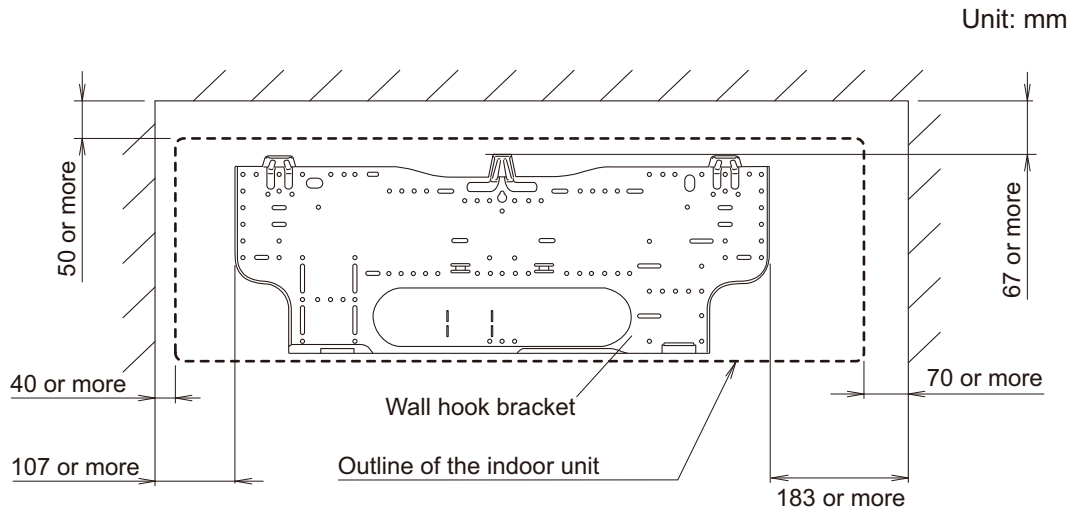 Unit: mm
50 or more
67 or more
40 or more
70 or more
Wall hook bracket
107 or more
Outline of the indoor unit
183 or more